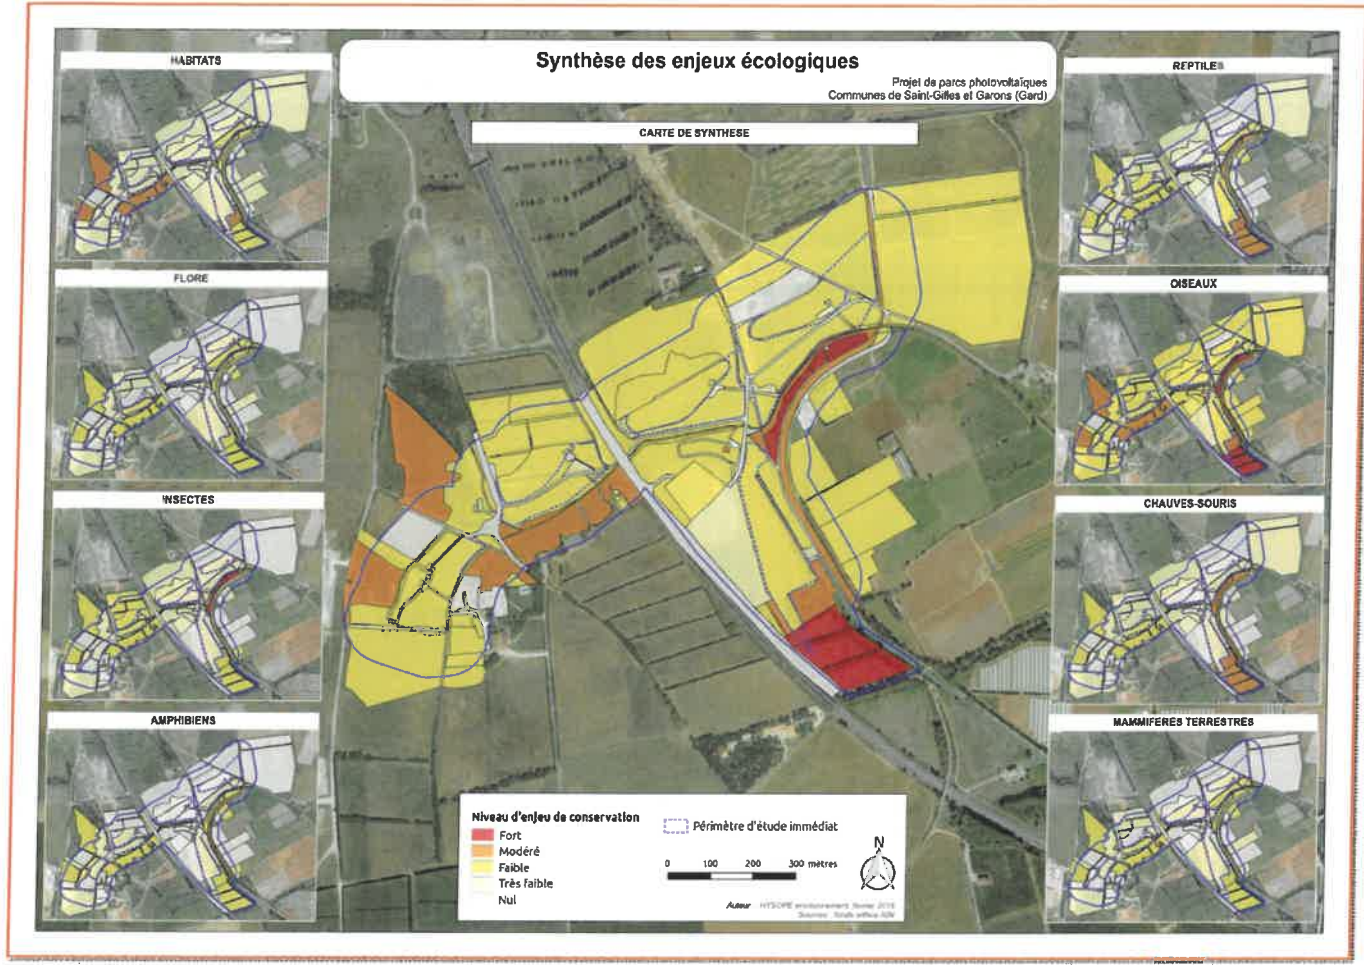 Synthèse des enjeux écologiques
Projet de parcs photovoltaïques
Communes de Saint-Gilles et Garons (Gard)
CARTE DE SYNTHESE
HABITATS
FLORE
INSECTES
AMPHIBIENS
REPTILES
OISEAUX
CHAUVES-SOURIS
MAMMIFERES TERRESTRES
Niveau d'enjeu de conservation
Fort
Modéré
Faible
Très faible
Nul
Périmètre d'étude immédiat
0 100 200 300 mètres
N
Auteur